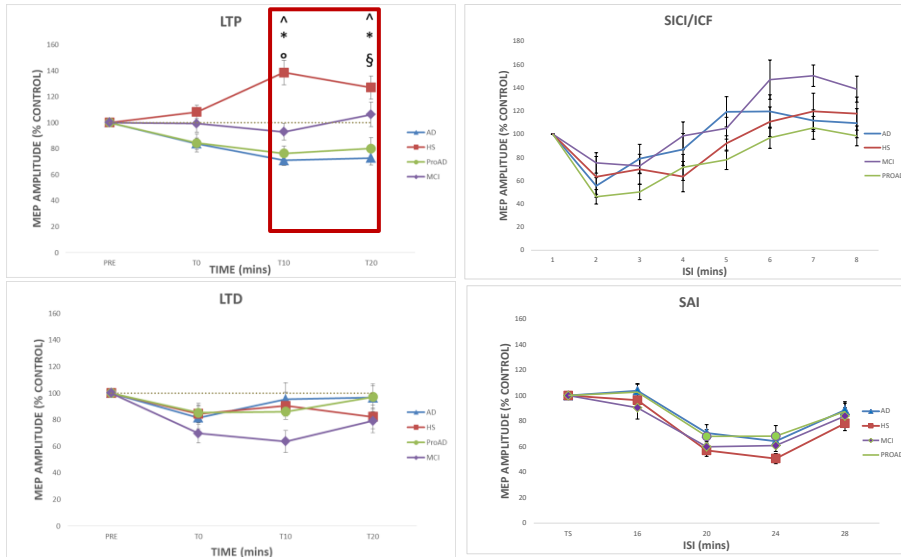 LTP
^ ^
* *
° §
MEP AMPLITUDE (% CONTROL)
160
140
120
100
80
60
40
20
0
PRE T0 T10 T20
TIME (mins)
AD
HS
ProAD
MCI
SICI/ICF
MEP AMPLITUDE (% CONTROL)
180
160
140
120
100
80
60
40
20
0
1 2 3 4 5 6 7 8
ISI (mins)
AD
HS
MCI
PROAD
LTD
MEP AMPLITUDE (% CONTROL)
160
140
120
100
80
60
40
20
0
PRE T0 T10 T20
TIME (mins)
AD
HS
ProAD
MCI
SAI
MEP AMPLITUDE (% CONTROL)
160
140
120
100
80
60
40
20
0
TS 16 20 24 28
ISI (mins)
AD
HS
MCI
PROAD